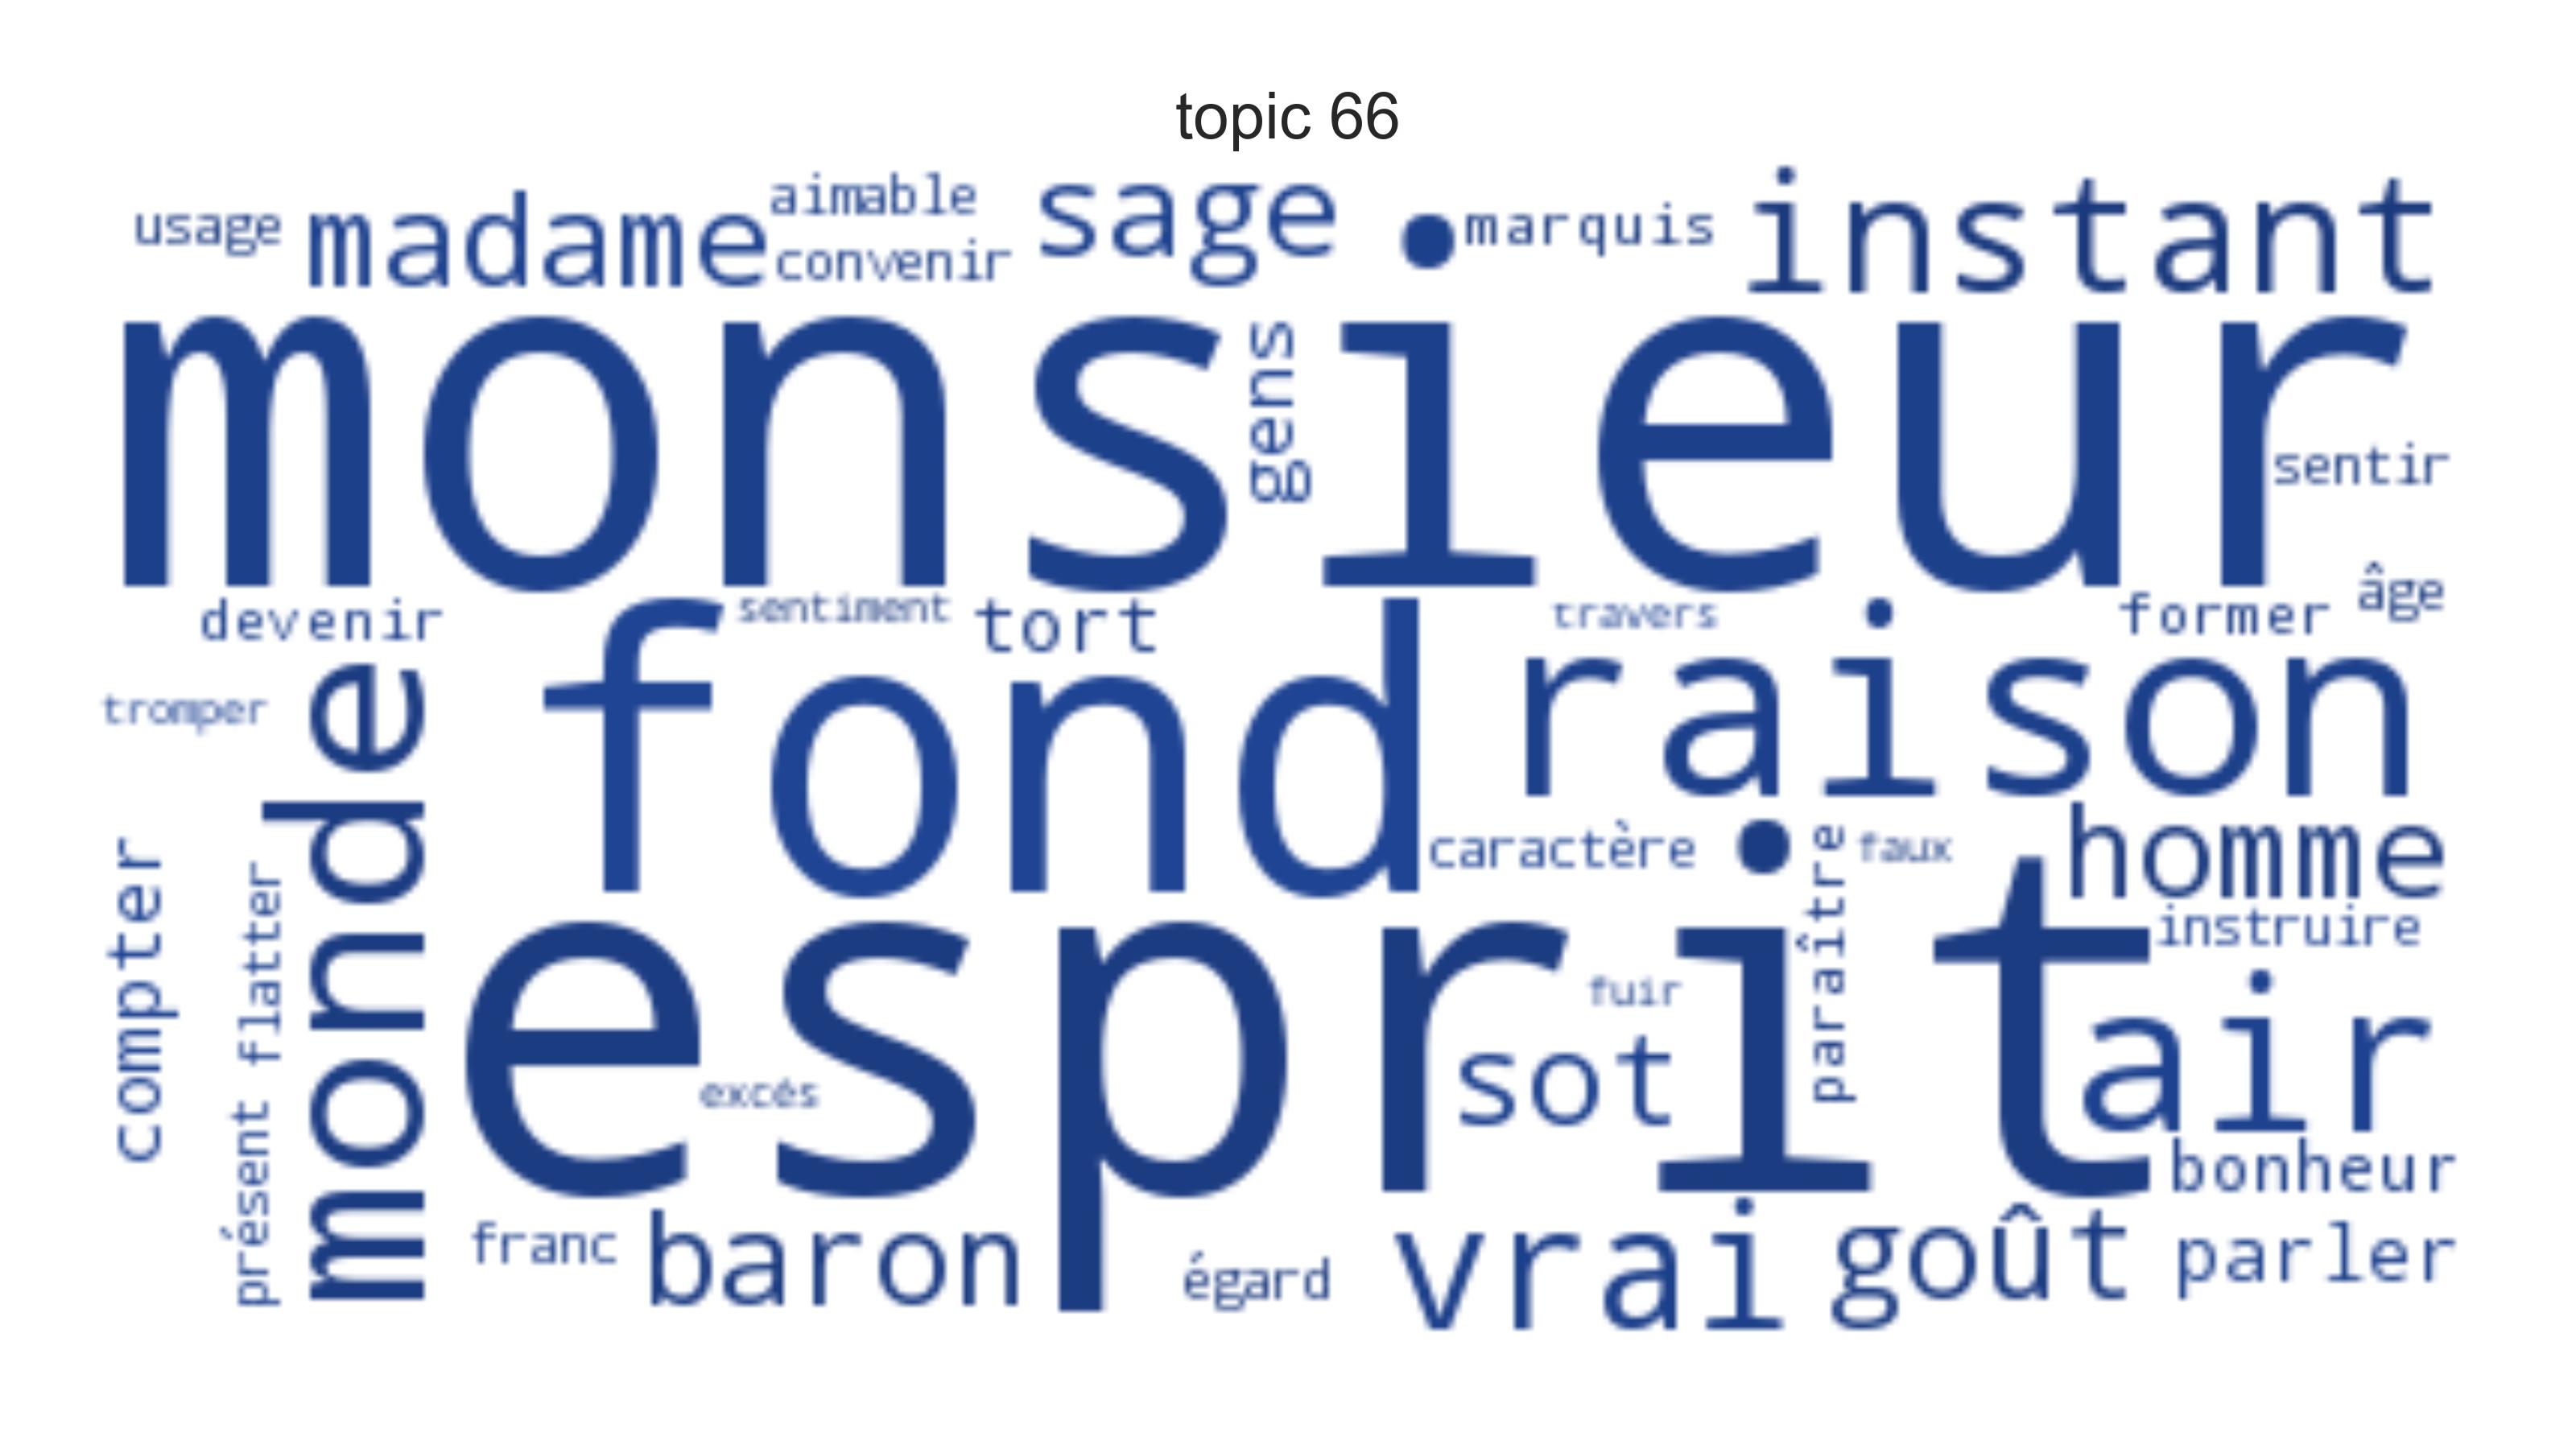 topic 66
usage
madame
aimable
convenir
sage
marquis
instant
monsieur
gens
sentir
devenir
sentiment
tort
travers
former
âge
tromper
monde
fond
raison
caractère
faux
homme
compter
présent
flatter
esprit
paraître
instruire
fuir
sot
air
excés
bonheur
franc
baron
égard
vrai
goût
parler